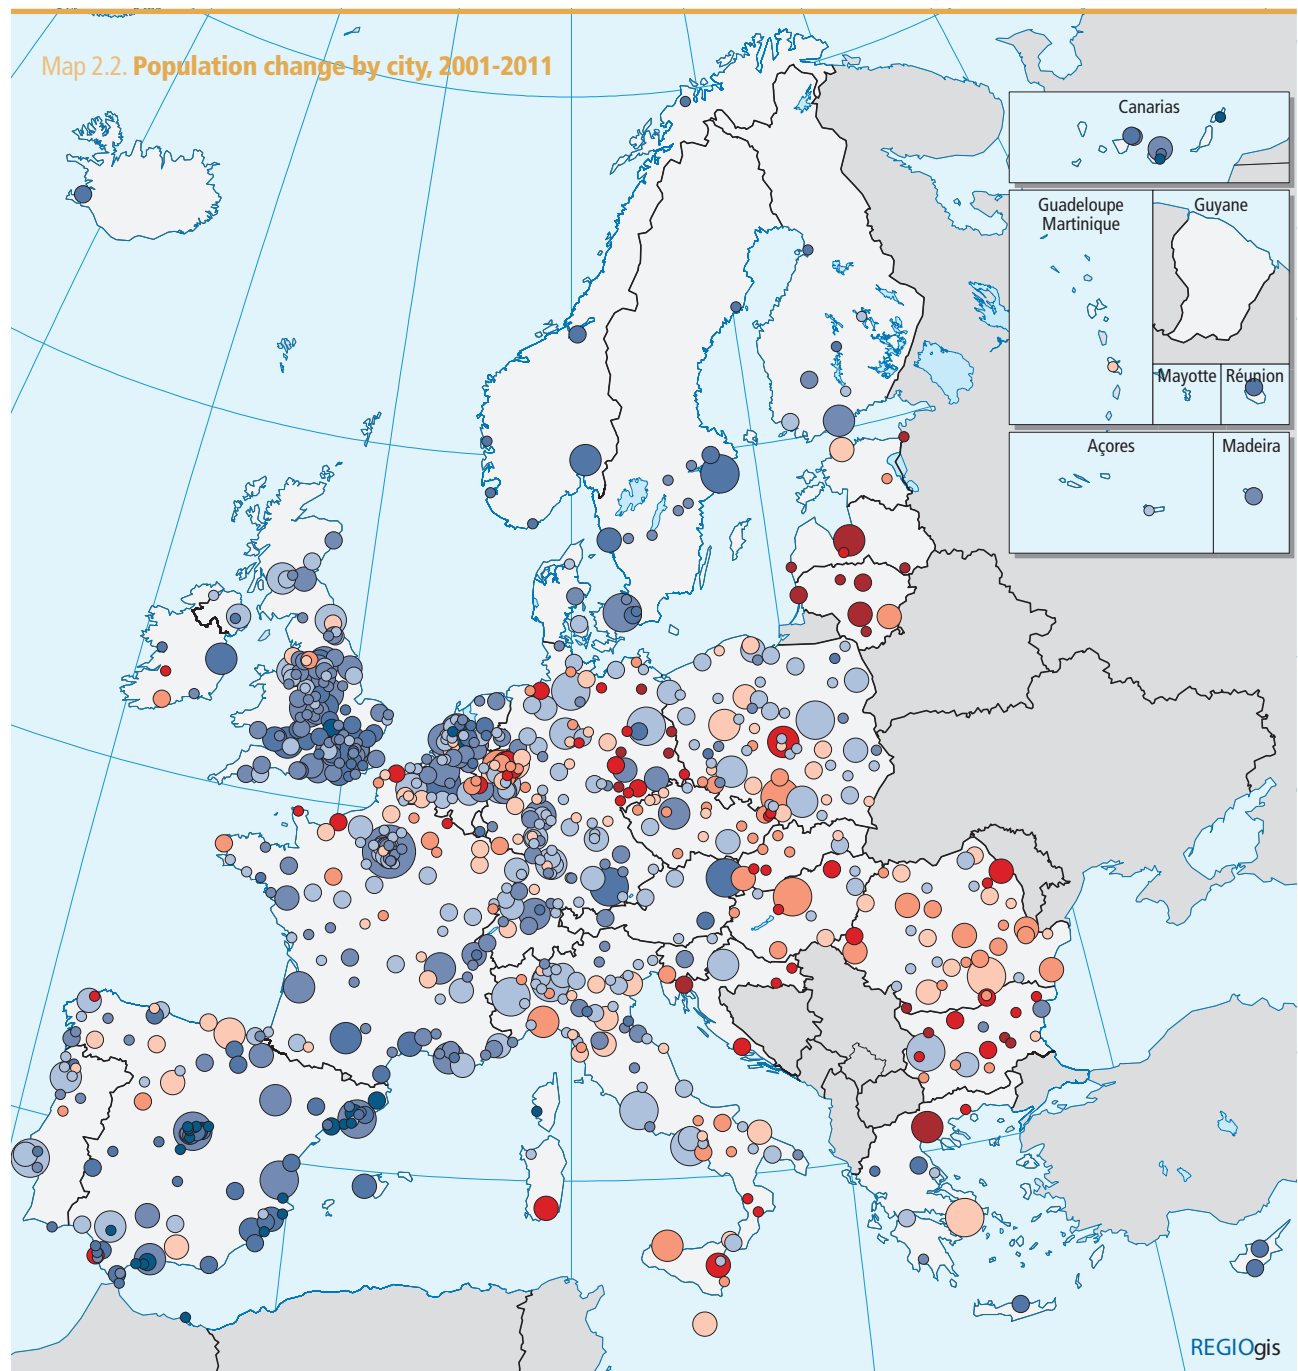 Map 2.2. Population change by city, 2001-2011
Canarias
Guadeloupe
Martinique
Guyane
Mayotte
Réunion
Açores
Madeira
REGIOgis